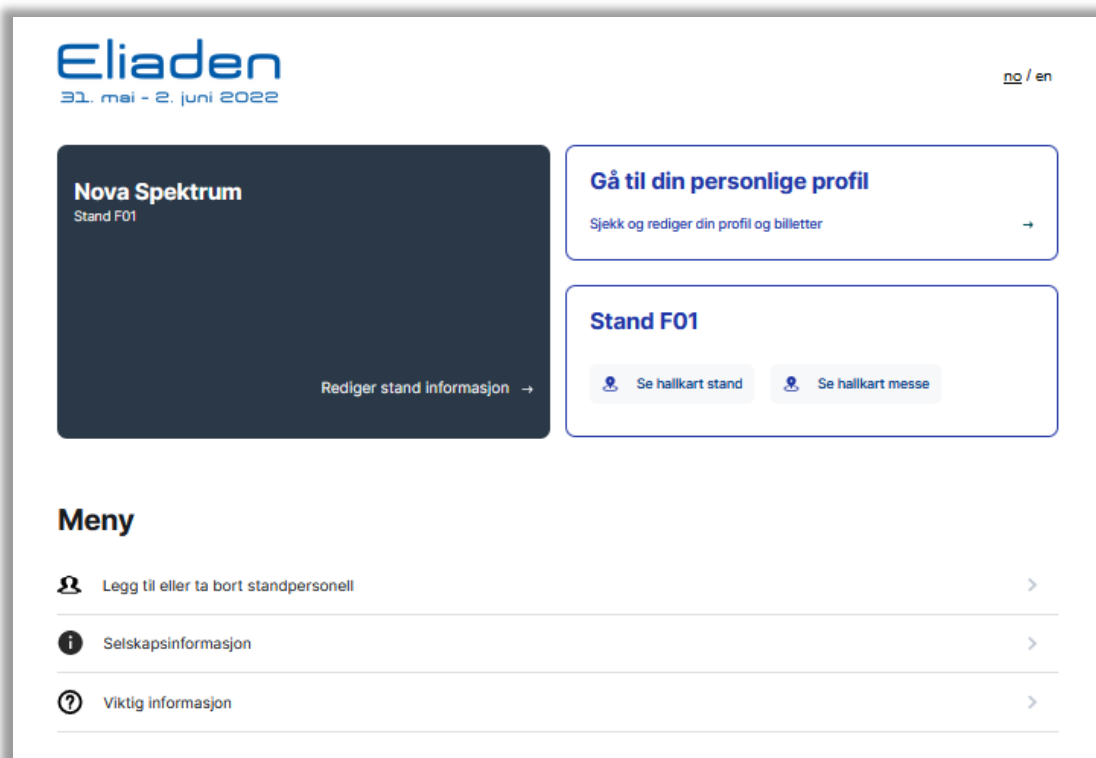 Eliaden
31. mai - 2. juni 2022
no / en
Nova Spektrum
Stand F01
Rediger stand informasjon →
Gå til din personlige profil
Sjekk og rediger din profil og billetter →
Stand F01
Se hallkart stand
Se hallkart messe
Meny
Legg til eller ta bort standpersonell
Selskapsinformasjon
Viktig informasjon